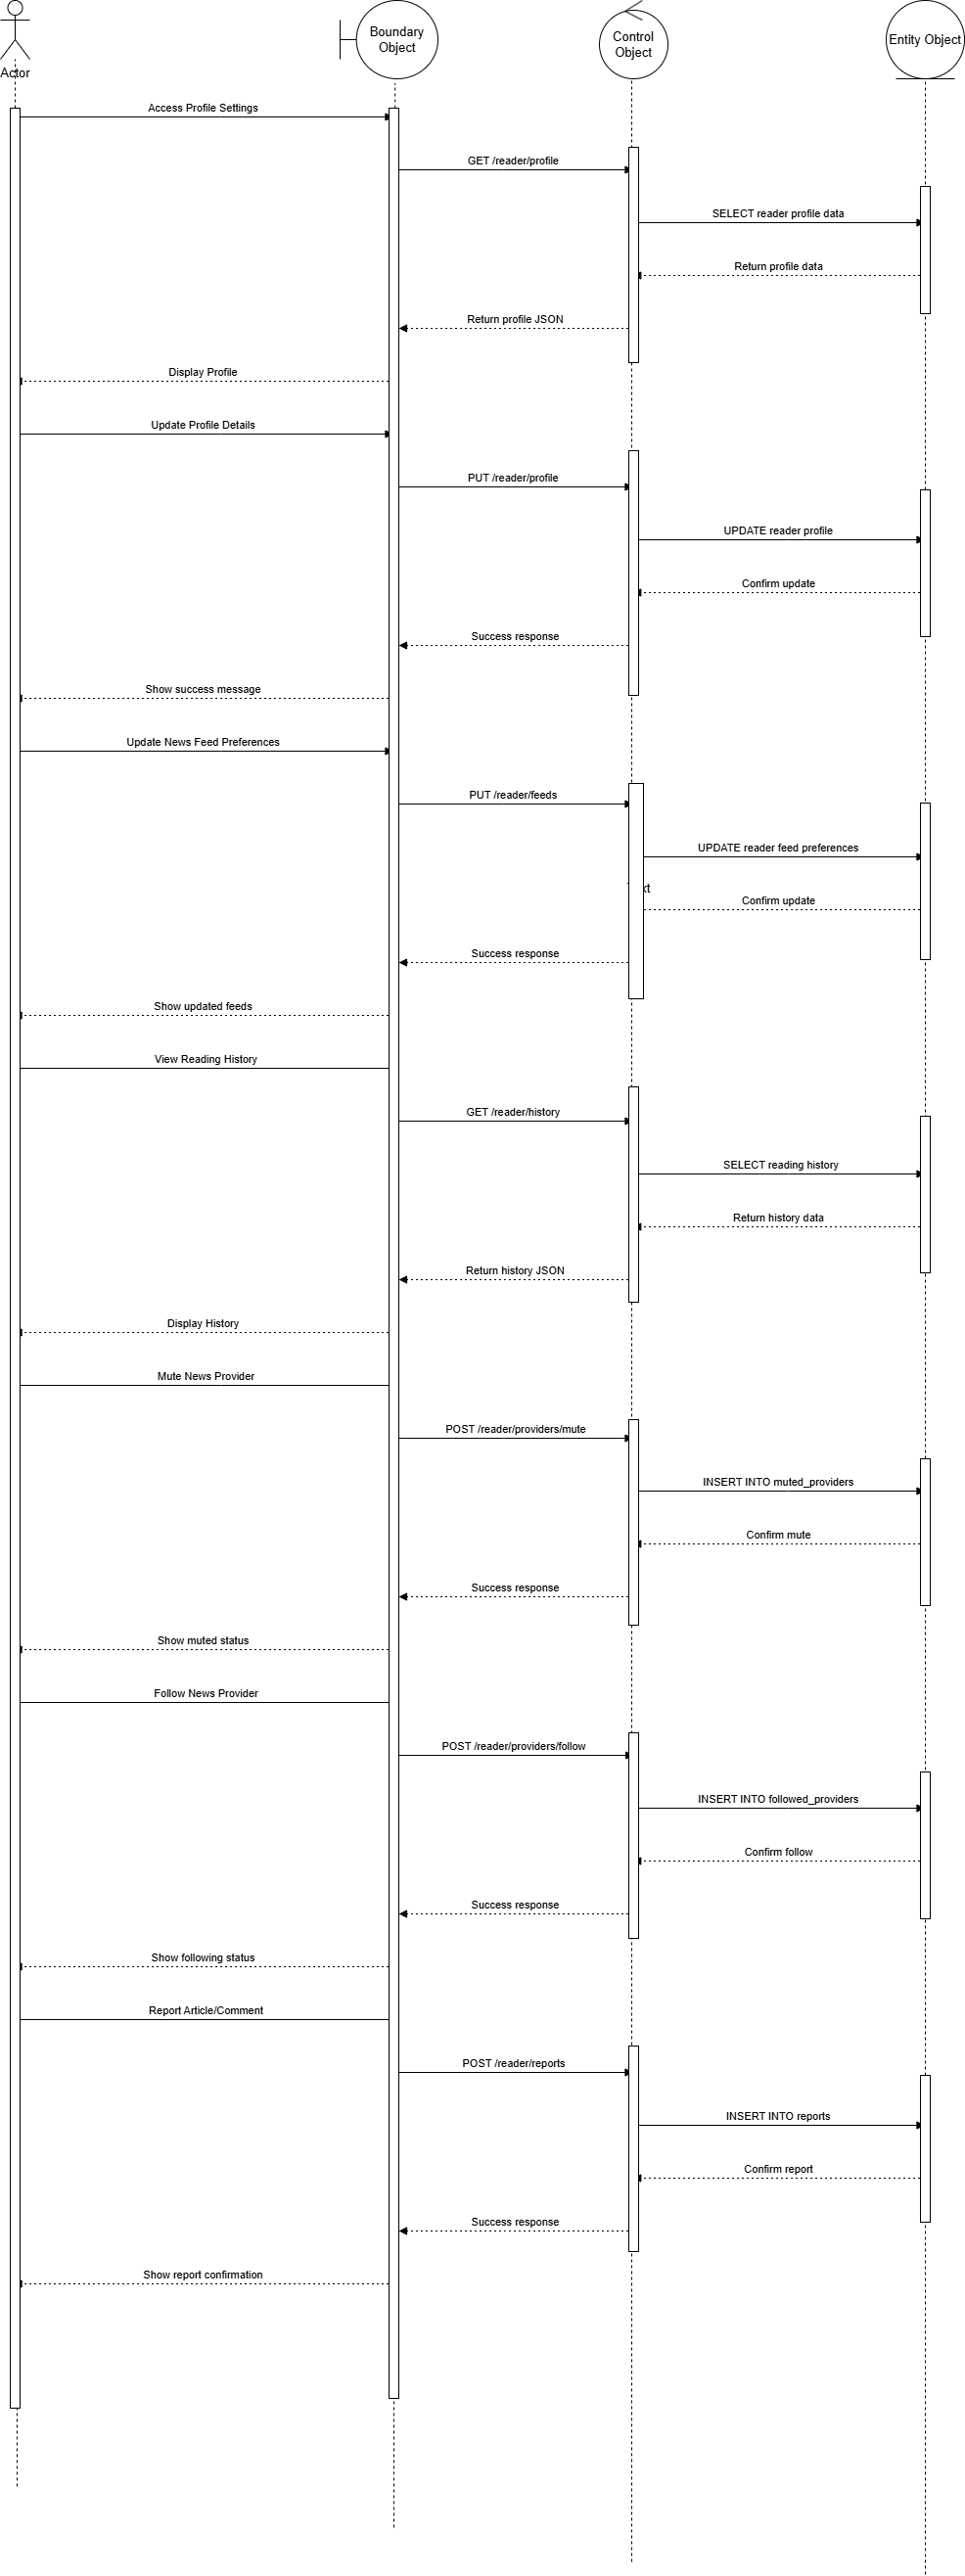 Actor
Boundary
Object
Control
Object
Entity Object
Access Profile Settings
GET /reader/profile
SELECT reader profile data
Return profile data
Return profile JSON
Display Profile
Update Profile Details
PUT /reader/profile
UPDATE reader profile
Confirm update
Success response
Show success message
Update News Feed Preferences
PUT /reader/feeds
UPDATE reader feed preferences
Confirm update
Success response
Show updated feeds
View Reading History
GET /reader/history
SELECT reading history
Return history data
Return history JSON
Display History
Mute News Provider
POST /reader/providers/mute
INSERT INTO muted_providers
Confirm mute
Success response
Show muted status
Follow News Provider
POST /reader/providers/follow
INSERT INTO followed_providers
Confirm follow
Success response
Show following status
Report Article/Comment
POST /reader/reports
INSERT INTO reports
Confirm report
Success response
Show report confirmation